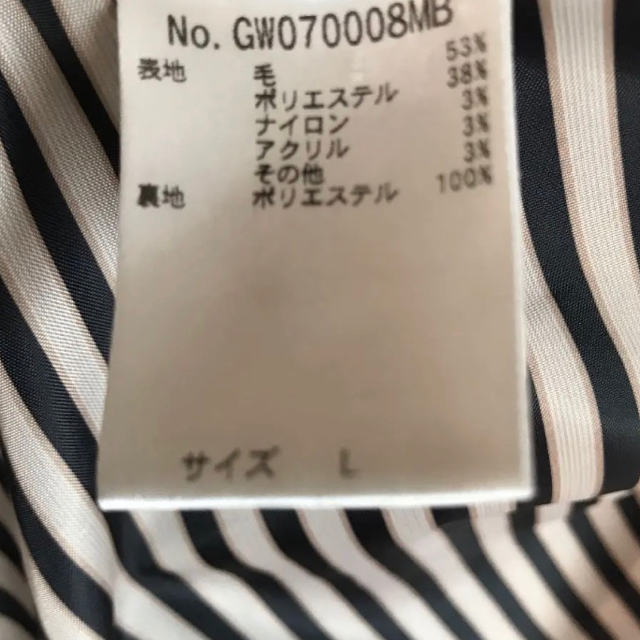 No. GW070008MB
表地 毛 53%
ポリエステル 38%
ナイロン 3%
アクリル 3%
その他 3%
裏地 ポリエステル 100%
サイズ L